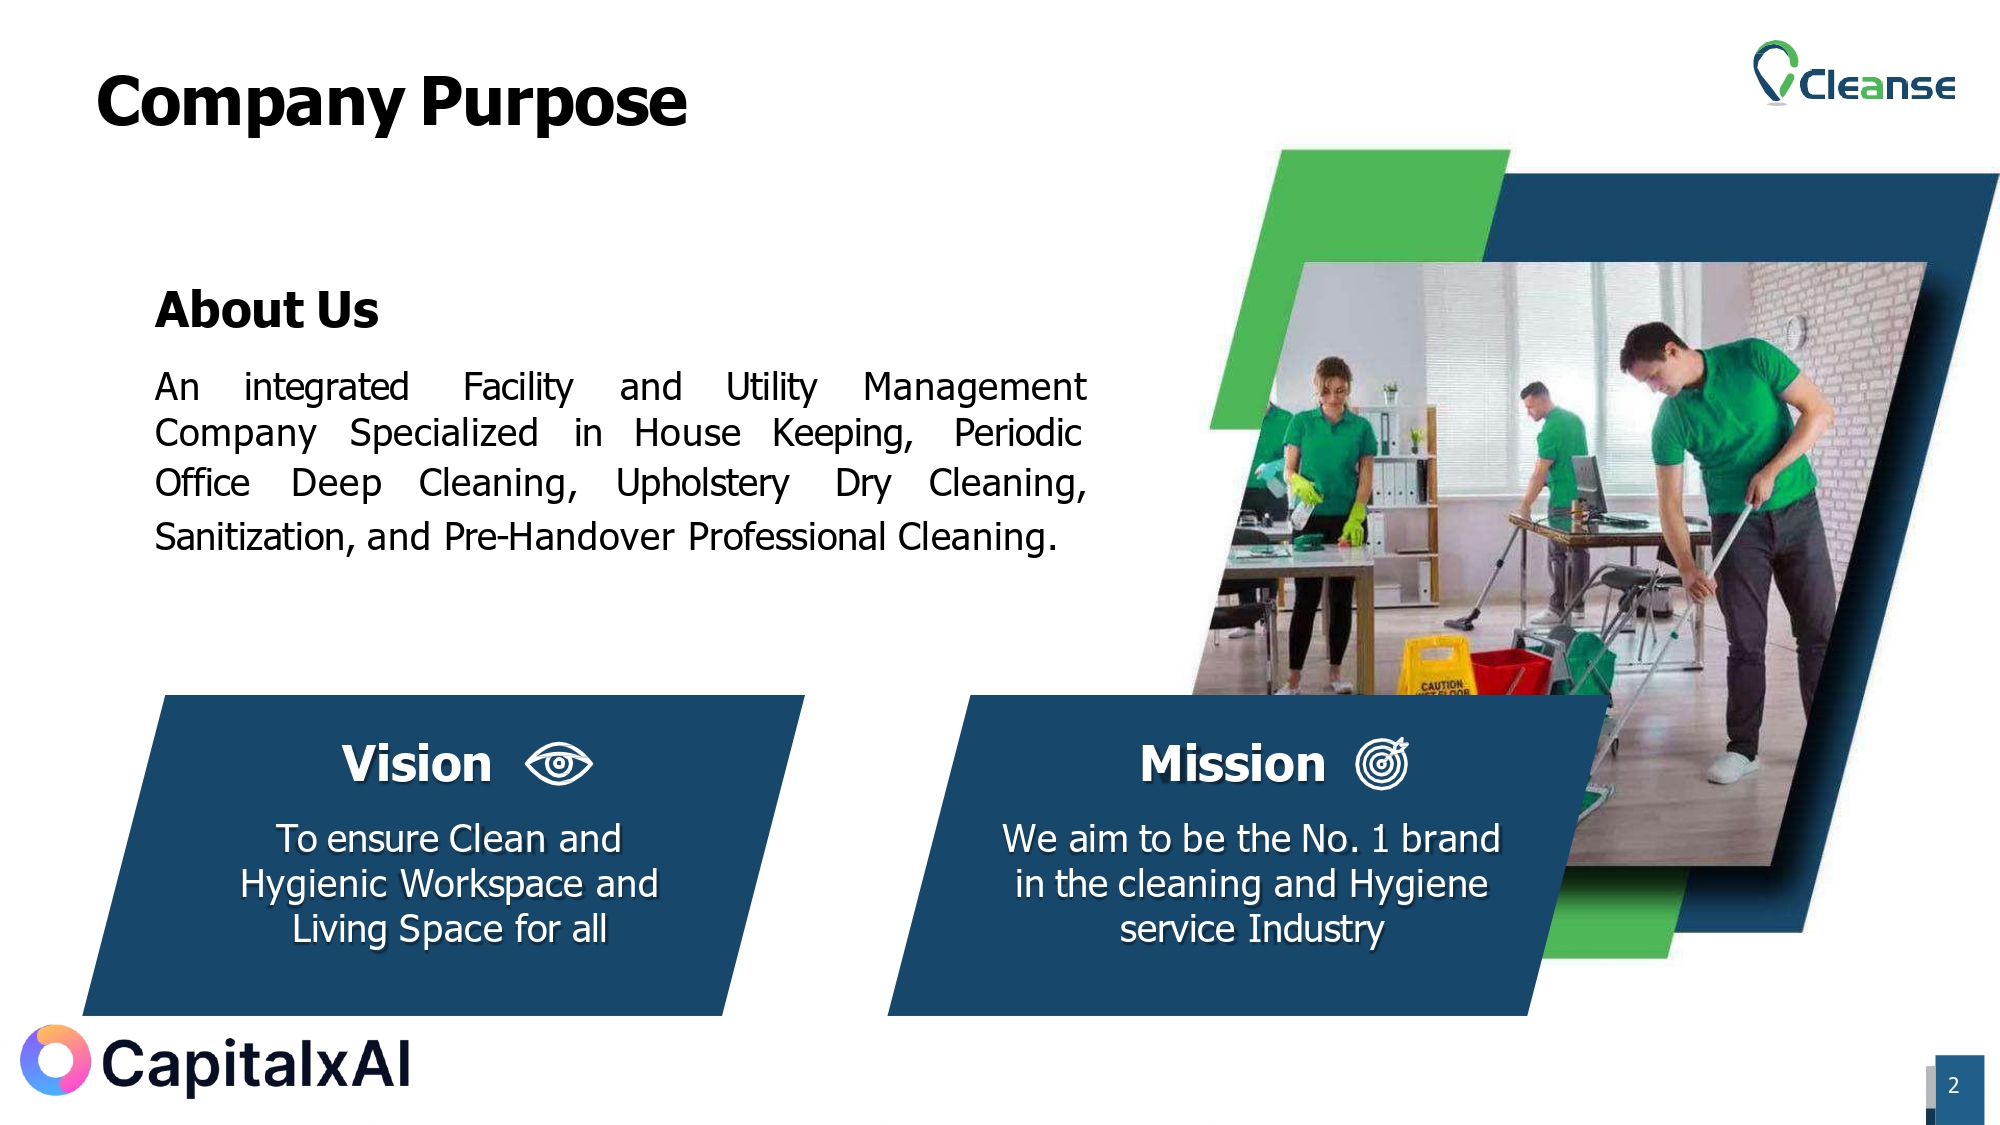 Company Purpose
Cleanse
About Us
An integrated Facility and Utility Management
Company Specialized in House Keeping, Periodic
Office Deep Cleaning, Upholstery Dry Cleaning,
Sanitization, and Pre-Handover Professional Cleaning.
CAUTION
WET FLOOR
Vision
To ensure Clean and
Hygienic Workspace and
Living Space for all
Mission
We aim to be the No. 1 brand
in the cleaning and Hygiene
service Industry
CapitalxAI
2